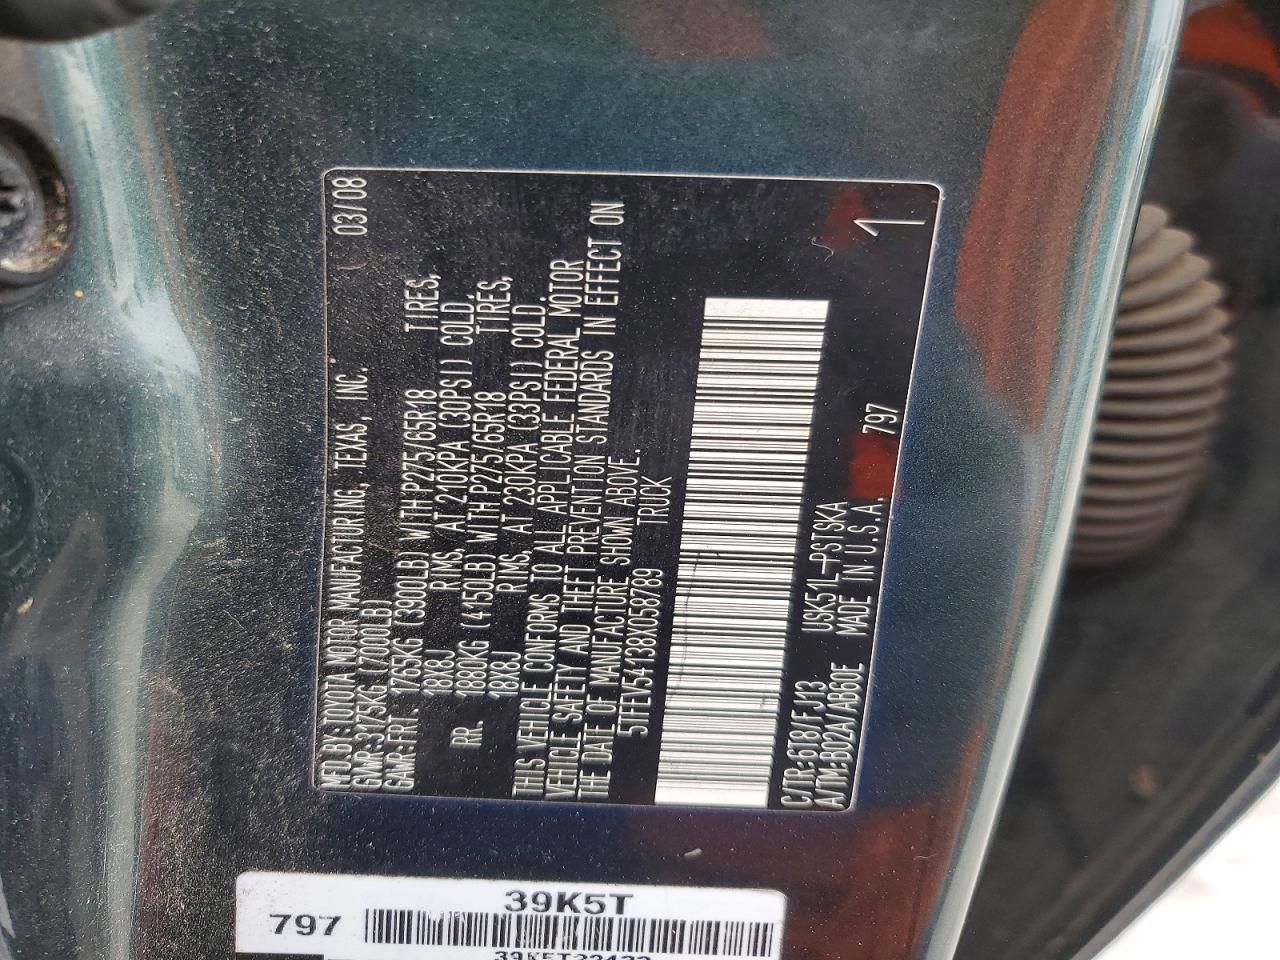 MFD. BY: TOYOTA MOTOR MANUFACTURING, TEXAS, INC. 03/08
GVWR: 3175KG (7000LB)
GAWR: FRT. 1765KG (3900LB) WITH P275/65R18 TIRES,
18X8J RIMS, AT 210KPA (30PSI) COLD.
RR. 1880KG (4150LB) WITH P275/65R18 TIRES,
18X8J RIMS, AT 230KPA (33PSI) COLD.
THIS VEHICLE CONFORMS TO ALL APPLICABLE FEDERAL MOTOR
VEHICLE SAFETY AND THEFT PREVENTION STANDARDS IN EFFECT ON
THE DATE OF MANUFACTURE SHOWN ABOVE.
5TFEV54138X058789 TRUCK
C/TR: 6T8/FJ13 USK51L-PSTSKA 797
A/TM: B02A/AB60E MADE IN U.S.A.
1
39K5T
797